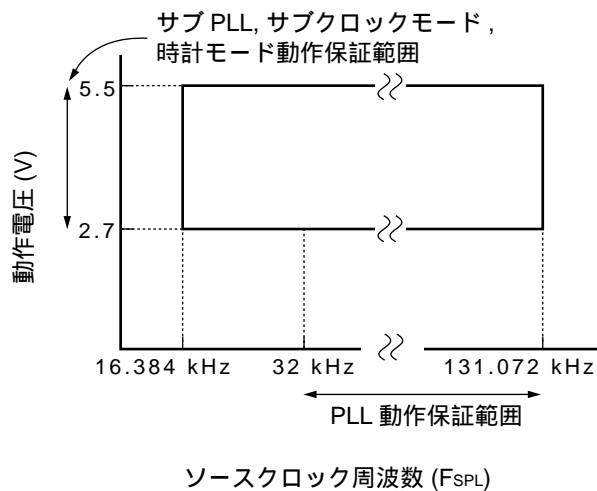 サブ PLL, サブクロックモード ,
時計モード動作保証範囲
5.5
動作電圧 (V)
2.7
16.384 kHz
32 kHz
131.072 kHz
PLL 動作保証範囲
ソースクロック周波数 (FSPL)